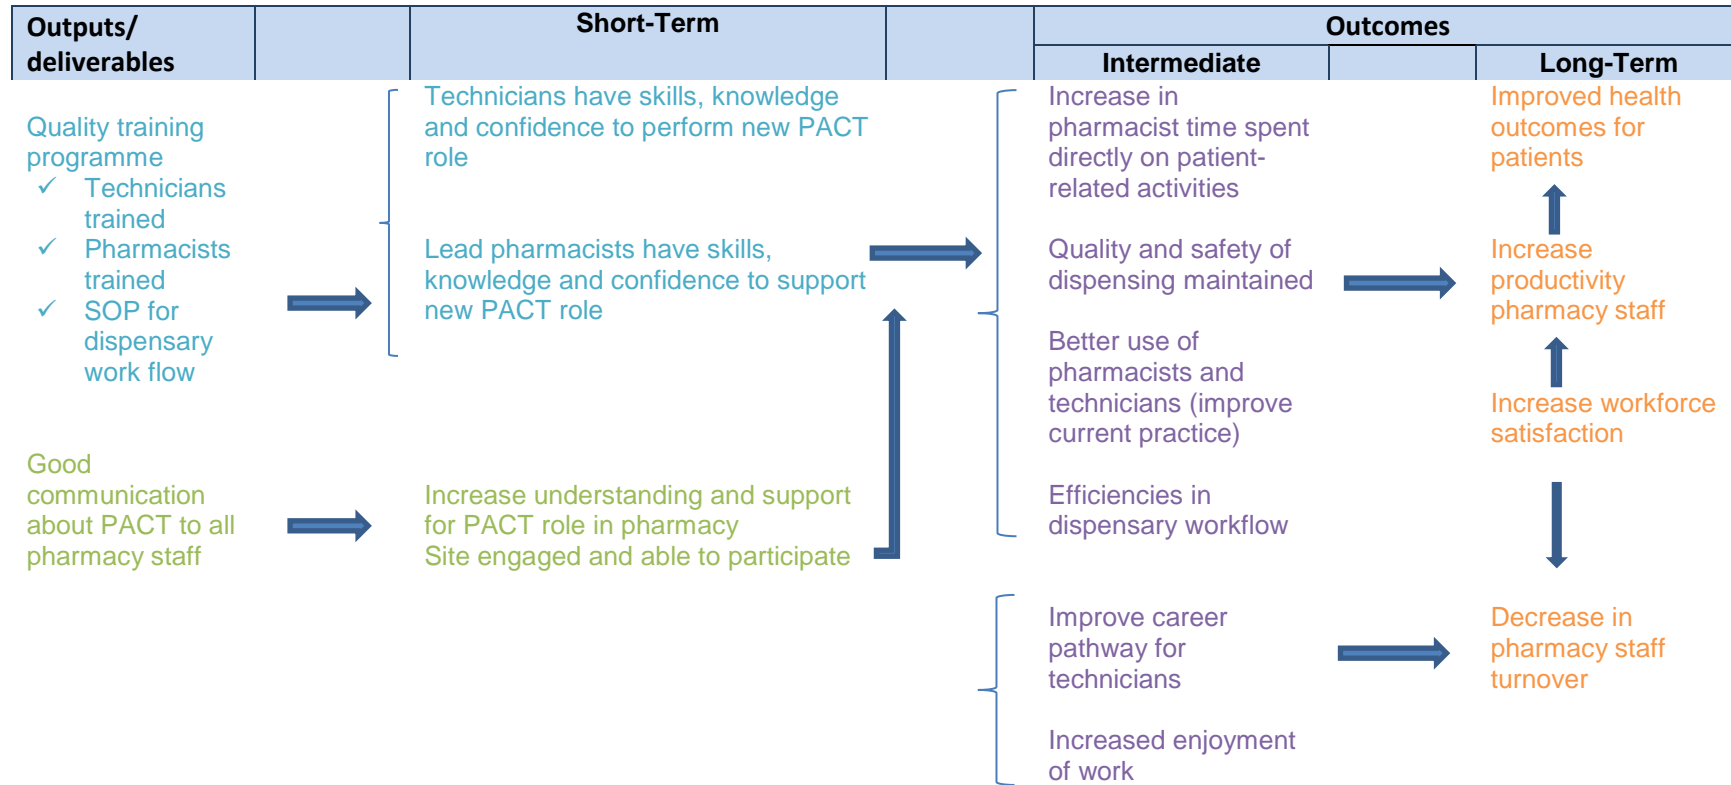 Outputs/
deliverables
Short-Term
Outcomes
Intermediate
Long-Term
Quality training
programme
✓ Technicians
trained
✓ Pharmacists
trained
✓ SOP for
dispensary
work flow
Good
communication
about PACT to all
pharmacy staff
Technicians have skills, knowledge
and confidence to perform new PACT
role
Lead pharmacists have skills,
knowledge and confidence to support
new PACT role
Increase understanding and support
for PACT role in pharmacy
Site engaged and able to participate
Increase in
pharmacist time spent
directly on patient-
related activities
Quality and safety of
dispensing maintained
Better use of
pharmacists and
technicians (improve
current practice)
Efficiencies in
dispensary workflow
Improve career
pathway for
technicians
Increased enjoyment
of work
Improved health
outcomes for
patients
Increase
productivity
pharmacy staff
Increase workforce
satisfaction
Decrease in
pharmacy staff
turnover